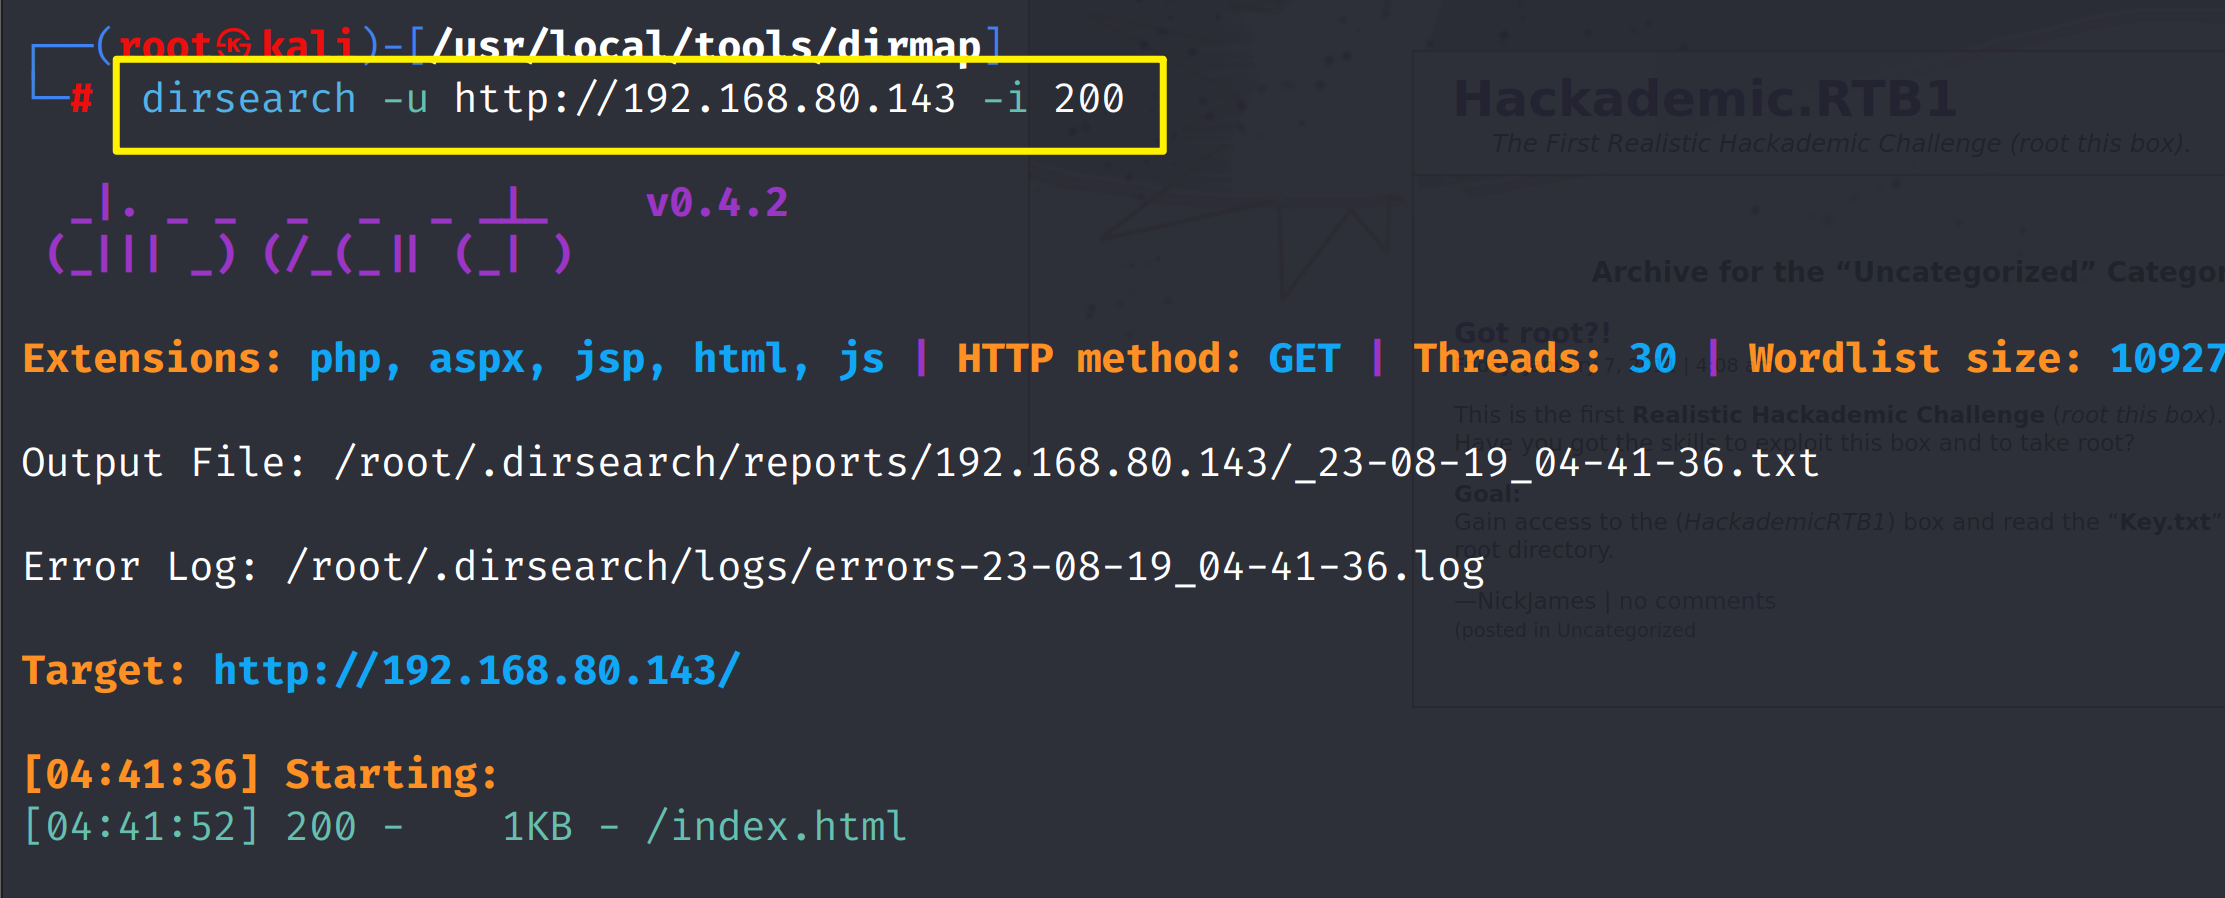 ┌──(root㉿kali)-[/usr/local/tools/dirmap]
└─# dirsearch -u http://192.168.80.143 -i 200
Hackademic.RTB1
The First Realistic Hackademic Challenge (root this box).
  _|. _ _  _  _  _ _|_    v0.4.2
 (_||| _) (/_(_|| (_| )
Archive for the “Uncategorized” Categor
Got root?!
Extensions: php, aspx, jsp, html, js | HTTP method: GET | Threads: 30 | Wordlist size: 10927
This is the first Realistic Hackademic Challenge (root this box).
Have you got the skills to exploit this box and to take root?
Output File: /root/.dirsearch/reports/192.168.80.143/_23-08-19_04-41-36.txt
Goal:
Gain access to the (HackademicRTB1) box and read the “Key.txt”
root directory.
Error Log: /root/.dirsearch/logs/errors-23-08-19_04-41-36.log
—NickJames | no comments
(posted in Uncategorized
Target: http://192.168.80.143/
[04:41:36] Starting:
[04:41:52] 200 -    1KB - /index.html